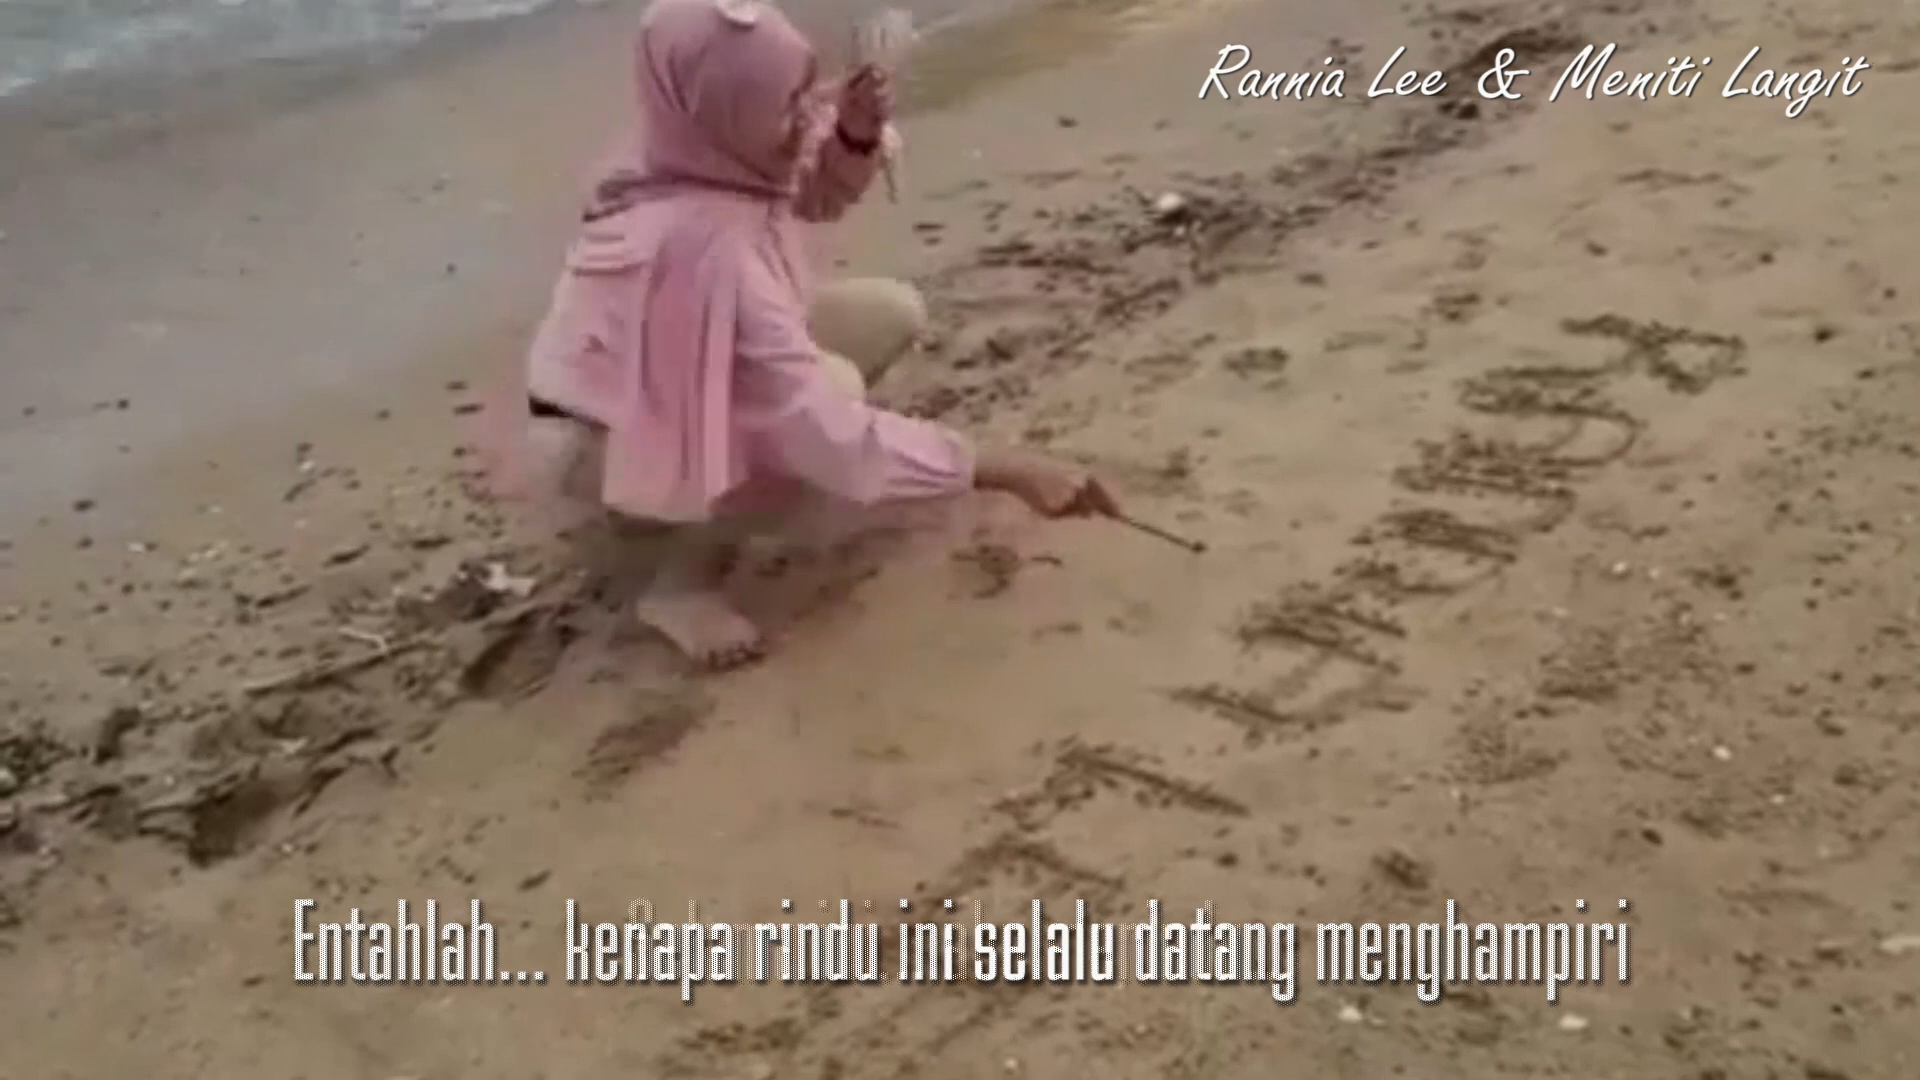 Rannia Lee & Meniti Langit
Entahlah... kenapa rindu ini selalu datang menghampiri